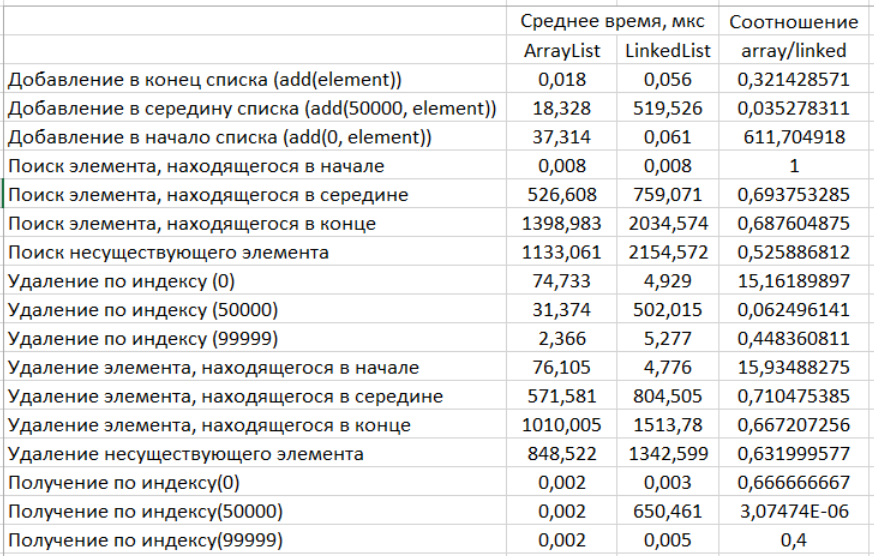 Среднее время, мкс Соотношение
ArrayList LinkedList array/linked
Добавление в конец списка (add(element)) 0,018 0,056 0,321428571
Добавление в середину списка (add(50000, element)) 18,328 519,526 0,035278311
Добавление в начало списка (add(0, element)) 37,314 0,061 611,704918
Поиск элемента, находящегося в начале 0,008 0,008 1
Поиск элемента, находящегося в середине 526,608 759,071 0,693753285
Поиск элемента, находящегося в конце 1398,983 2034,574 0,687604875
Поиск несуществующего элемента 1133,061 2154,572 0,525886812
Удаление по индексу (0) 74,733 4,929 15,16189897
Удаление по индексу (50000) 31,374 502,015 0,062496141
Удаление по индексу (99999) 2,366 5,277 0,448360811
Удаление элемента, находящегося в начале 76,105 4,776 15,93488275
Удаление элемента, находящегося в середине 571,581 804,505 0,710475385
Удаление элемента, находящегося в конце 1010,005 1513,78 0,667207256
Удаление несуществующего элемента 848,522 1342,599 0,631999577
Получение по индексу(0) 0,002 0,003 0,666666667
Получение по индексу(50000) 0,002 650,461 3,07474E-06
Получение по индексу(99999) 0,002 0,005 0,4